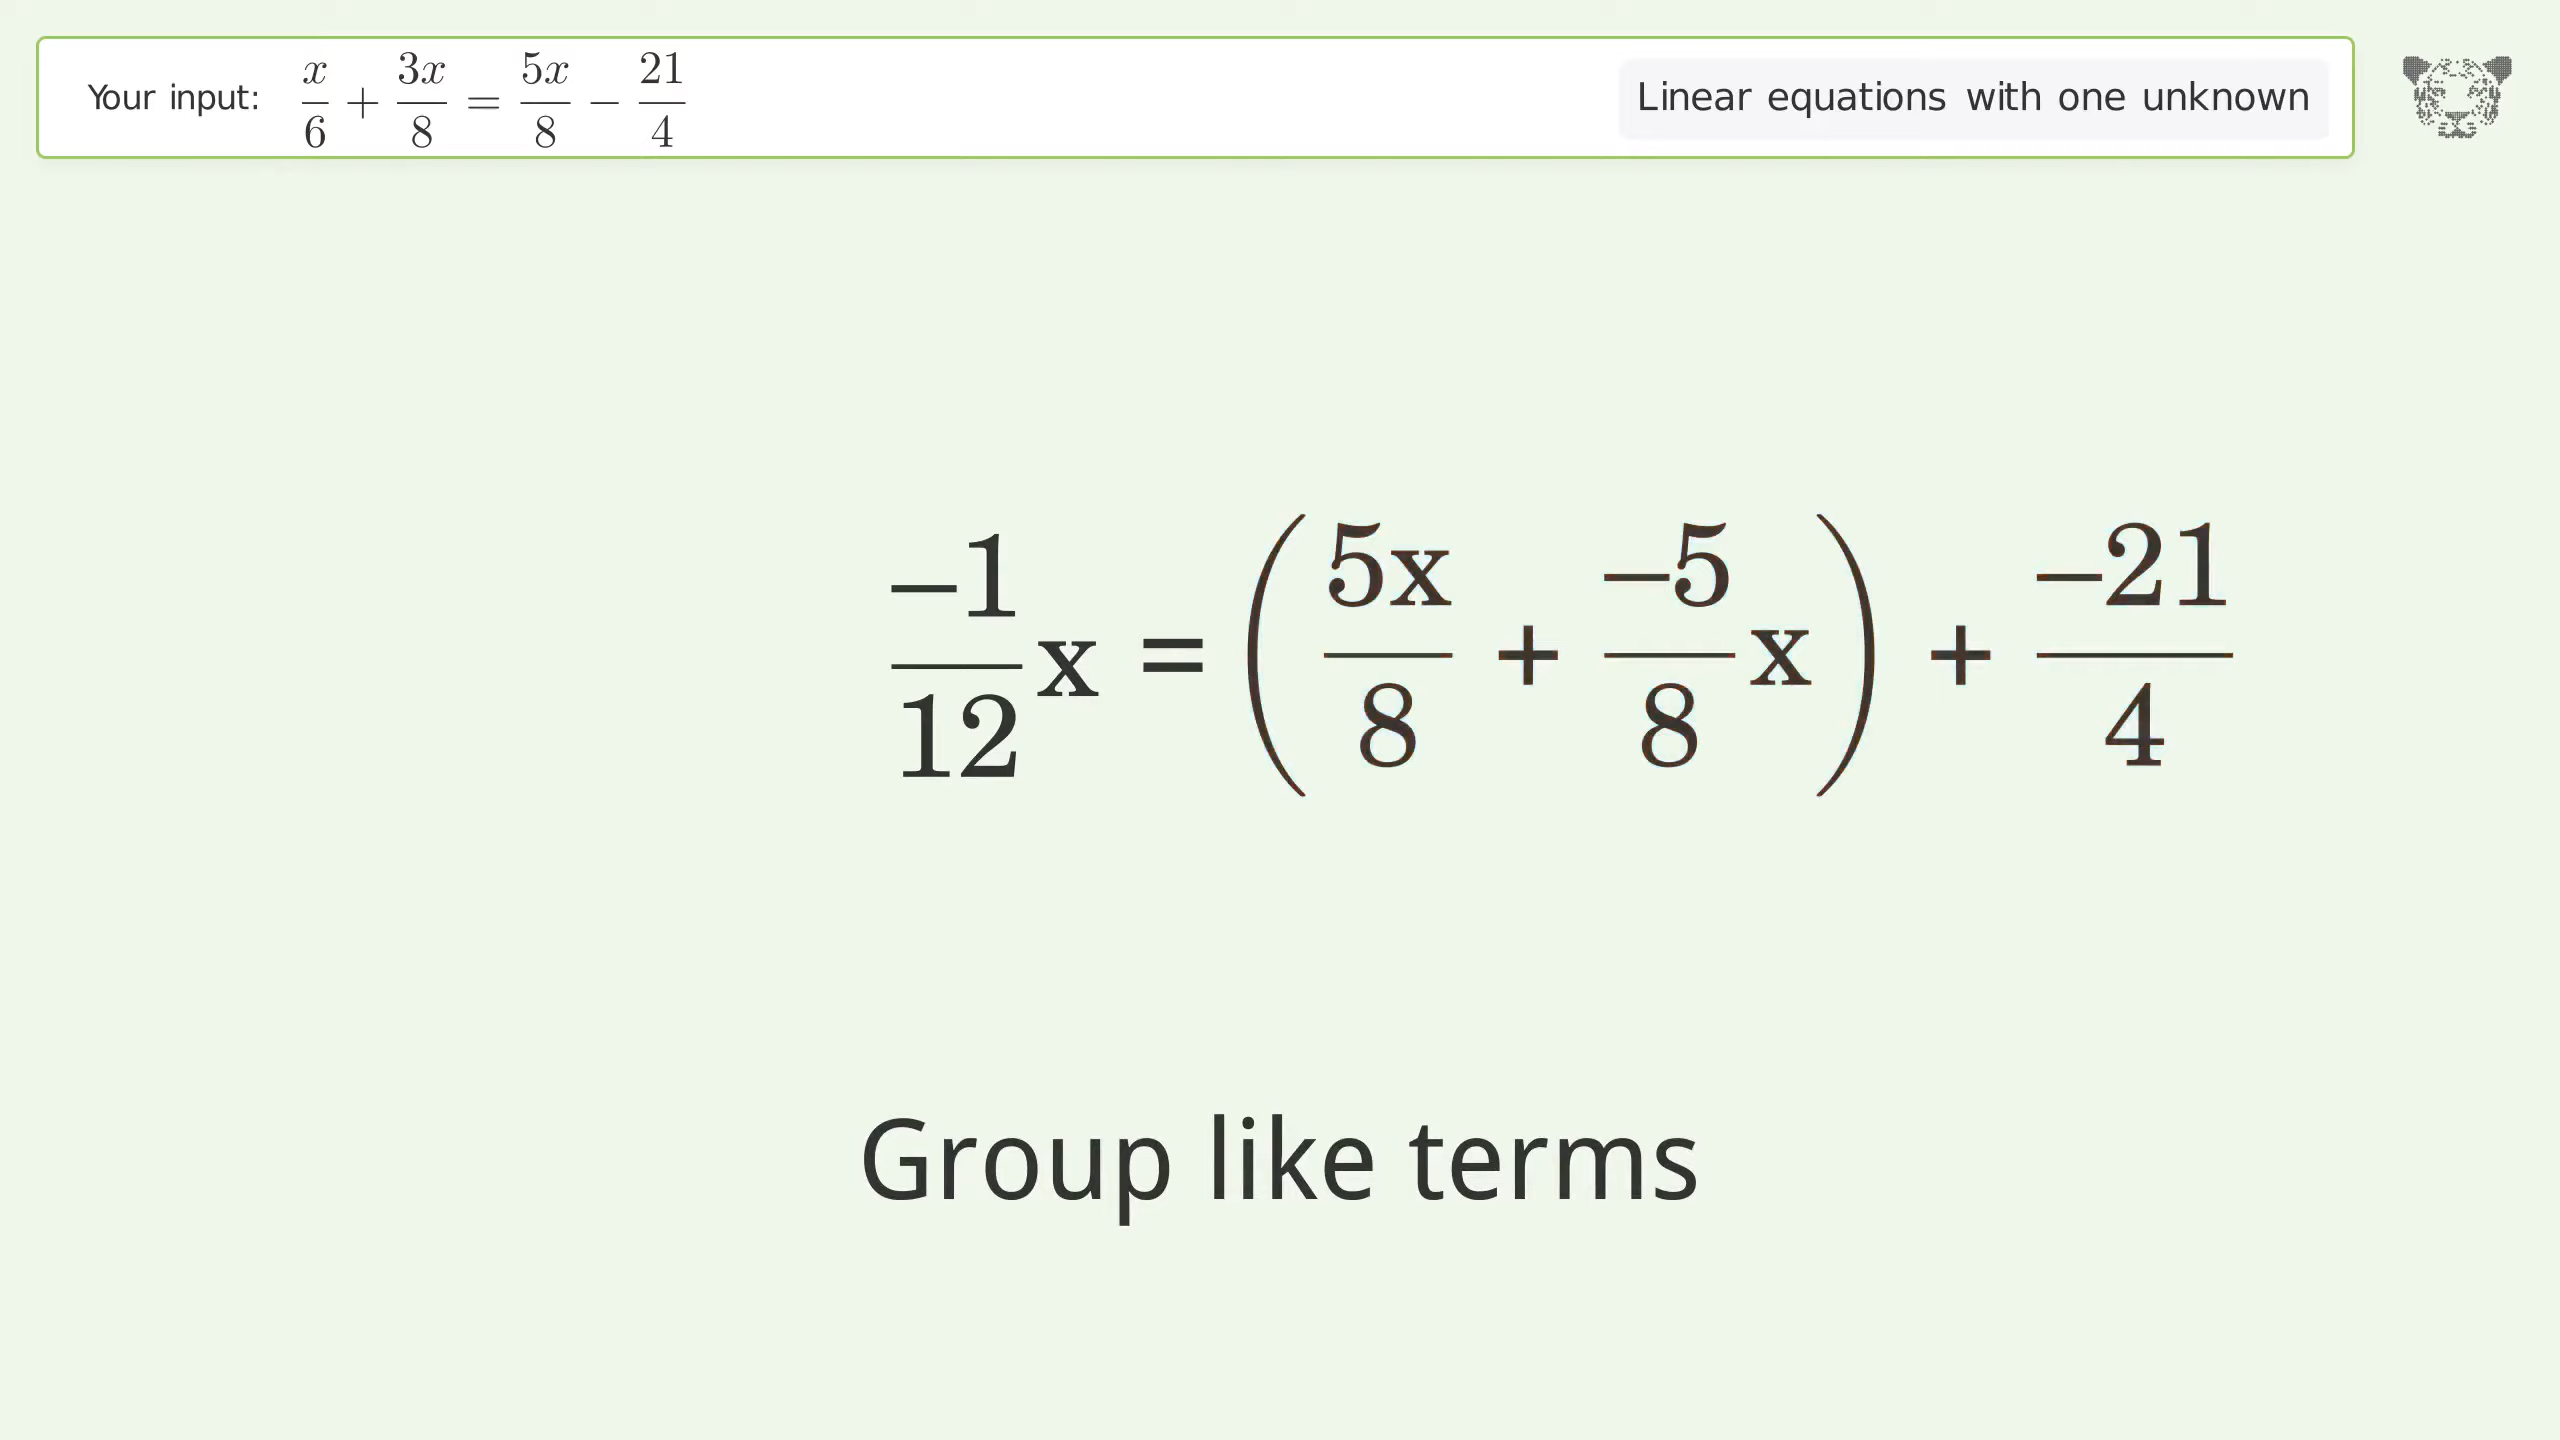 Your input: x/6 + 3x/8 = 5x/8 − 21/4
Linear equations with one unknown
−1/12 x = (5x/8 + −5/8 x) + −21/4
Group like terms